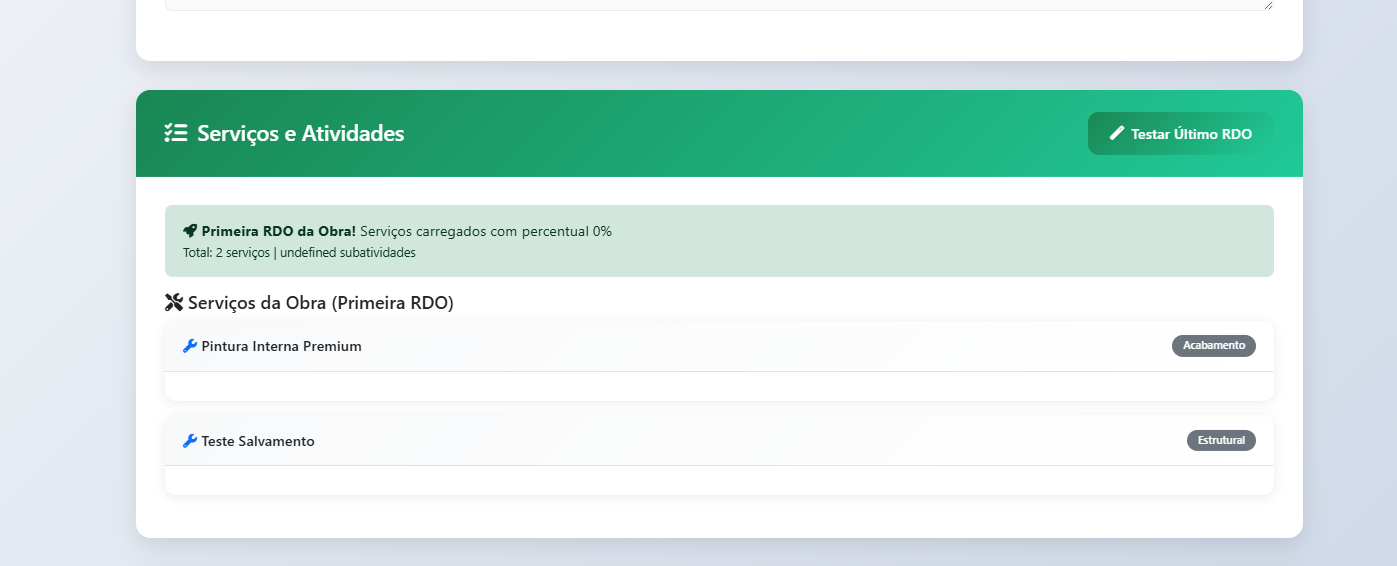 Serviços e Atividades
Testar Último RDO
Primeira RDO da Obra! Serviços carregados com percentual 0%
Total: 2 serviços | undefined subatividades
Serviços da Obra (Primeira RDO)
Pintura Interna Premium
Acabamento
Teste Salvamento
Estrutural